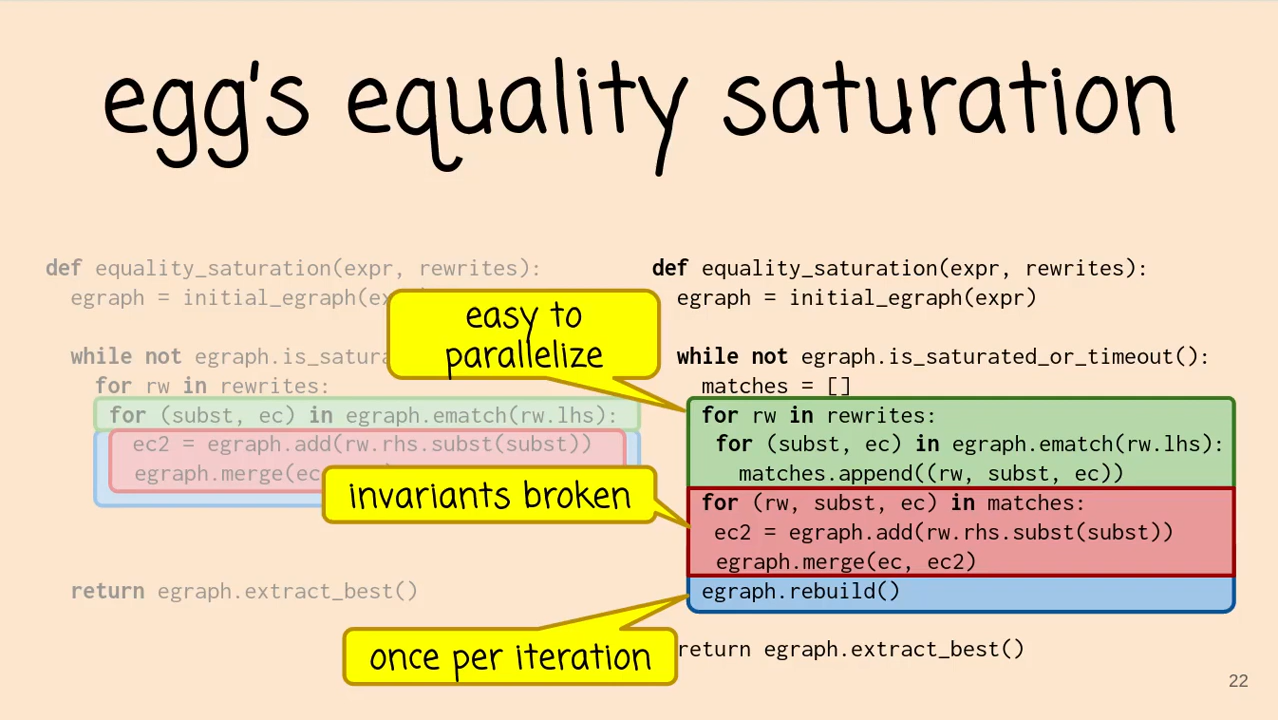 egg's equality saturation
def equality_saturation(expr, rewrites):
egraph = initial_egraph(ex
while not egraph.is_satura
for rw in rewrites:
for (subst, ec) in egraph.ematch(rw.lhs):
ec2 = egraph.add(rw.rhs.subst(subst))
egraph.merge(ec
return egraph.extract_best()
easy to
parallelize
invariants broken
once per iteration
def equality_saturation(expr, rewrites):
egraph = initial_egraph(expr)
while not egraph.is_saturated_or_timeout():
matches = []
for rw in rewrites:
for (subst, ec) in egraph.ematch(rw.lhs):
matches.append((rw, subst, ec))
for (rw, subst, ec) in matches:
ec2 = egraph.add(rw.rhs.subst(subst))
egraph.merge(ec, ec2)
egraph.rebuild()
return egraph.extract_best()
22